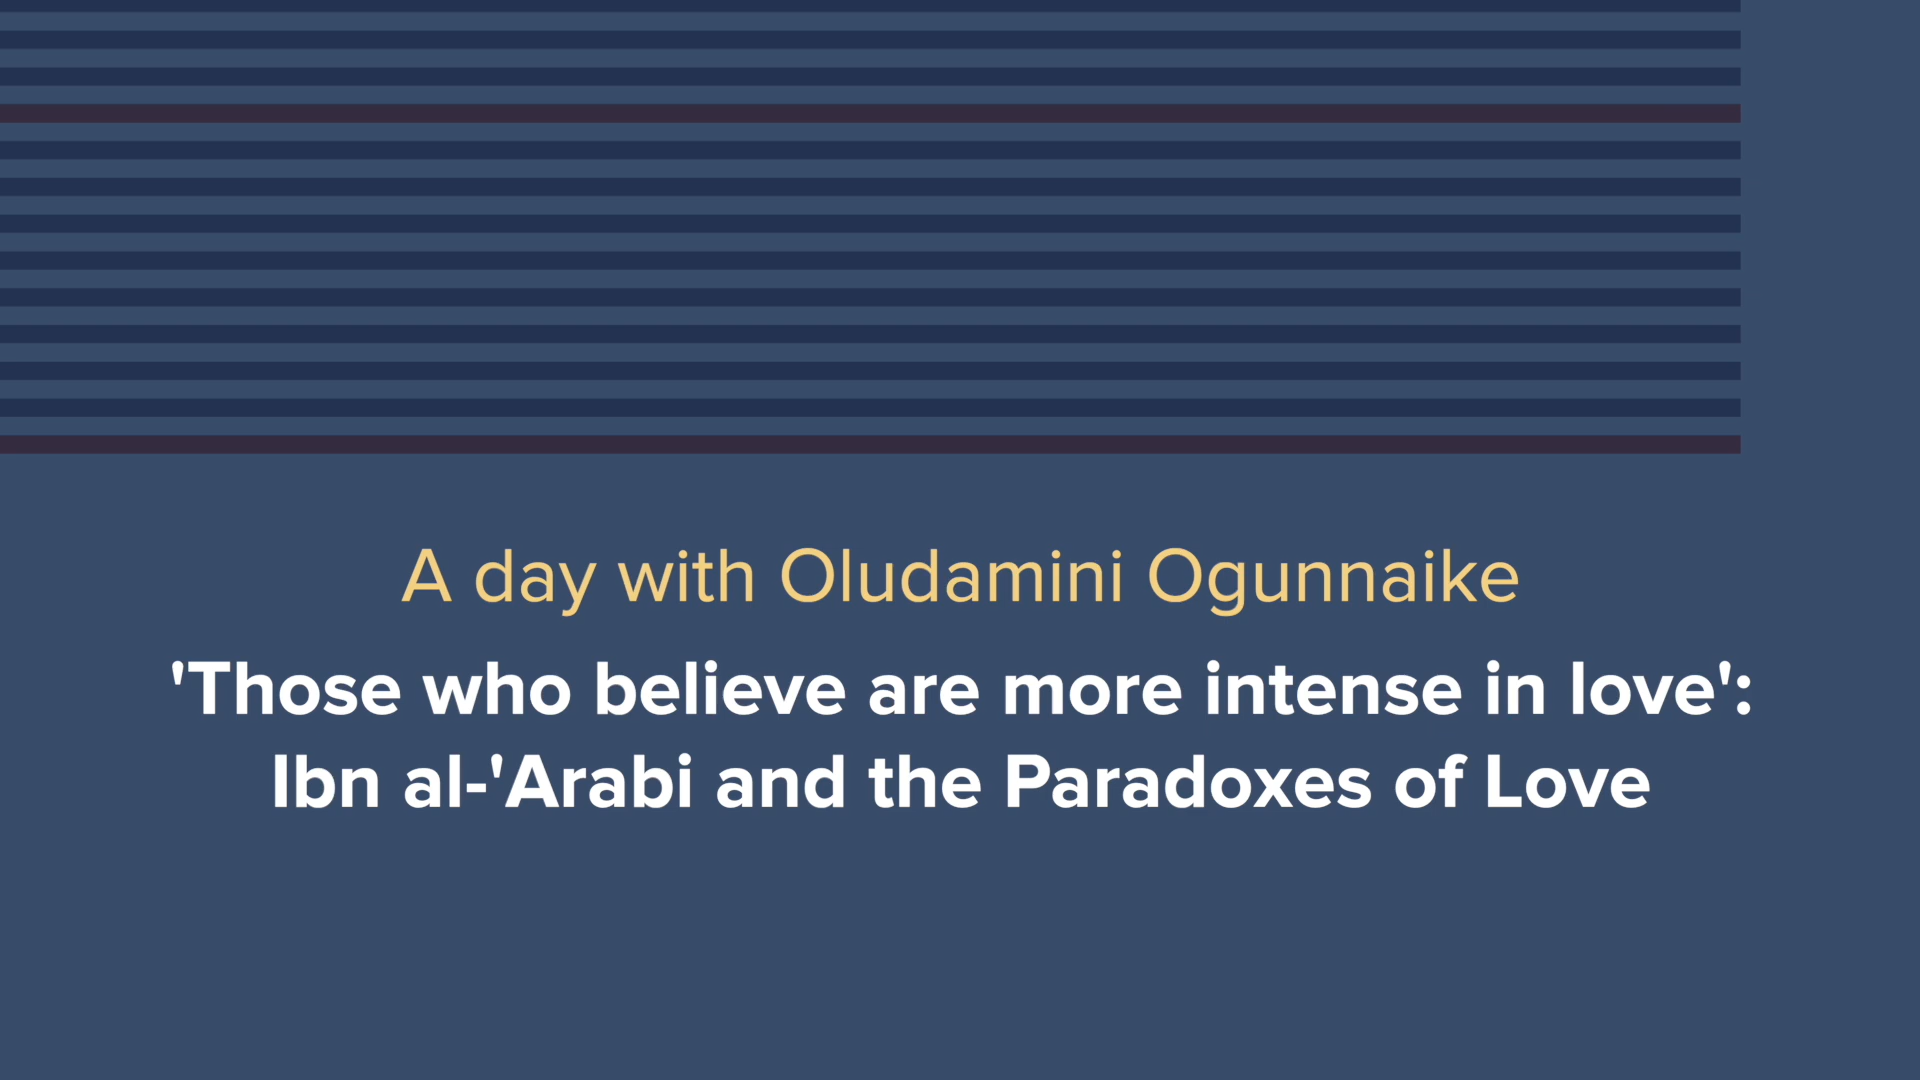 A day with Oludamini Ogunnaike
'Those who believe are more intense in love':
Ibn al-'Arabi and the Paradoxes of Love